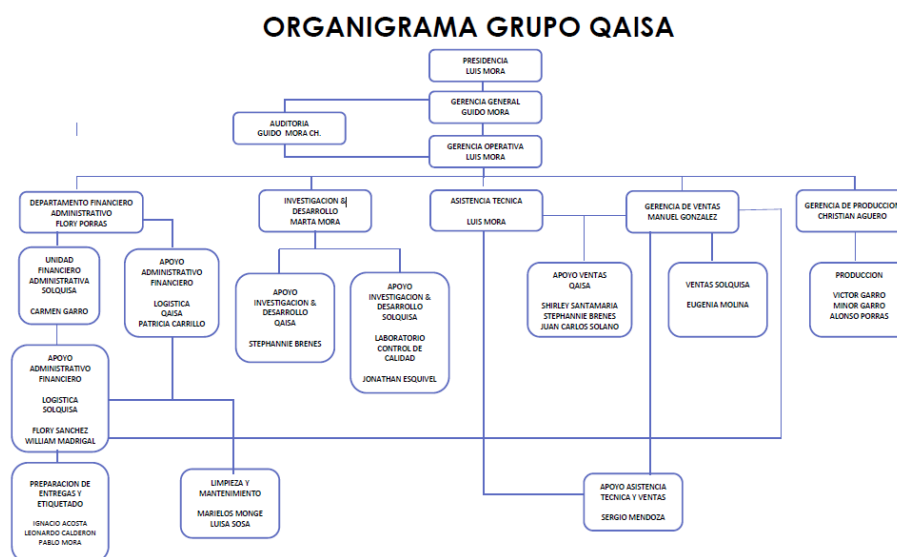 ORGANIGRAMA GRUPO QAISA
PRESIDENCIA
LUIS MORA
GERENCIA GENERAL
GUIDO MORA
AUDITORIA
GUIDO MORA CH.
GERENCIA OPERATIVA
LUIS MORA
DEPARTAMENTO FINANCIERO
ADMINISTRATIVO
FLORY PORRAS
INVESTIGACION &
DESARROLLO
MARTA MORA
ASISTENCIA TECNICA
LUIS MORA
GERENCIA DE VENTAS
MANUEL GONZALEZ
GERENCIA DE PRODUCCION
CHRISTIAN AGUERO
UNIDAD
FINANCIERO
ADMINISTRATIVA
SOLQUISA
CARMEN GARRO
APOYO
ADMINISTRATIVO
FINANCIERO
LOGISTICA
QAISA
PATRICIA CARRILLO
APOYO
INVESTIGACION &
DESARROLLO
QAISA
STEPHANNIE BRENES
APOYO
INVESTIGACION &
DESARROLLO
SOLQUISA
LABORATORIO
CONTROL DE
CALIDAD
JONATHAN ESQUIVEL
APOYO VENTAS
QAISA
SHIRLEY SANTAMARIA
STEPHANNIE BRENES
JUAN CARLOS SOLANO
VENTAS SOLQUISA
EUGENIA MOLINA
PRODUCCION
VICTOR GARRO
MINOR GARRO
ALONSO PORRAS
APOYO
ADMINISTRATIVO
FINANCIERO
LOGISTICA
SOLQUISA
FLORY SANCHEZ
WILLIAM MADRIGAL
PREPARACION DE
ENTREGAS Y
ETIQUETADO
IGNACIO ACOSTA
LEONARDO CALDERON
PABLO MORA
LIMPIEZA Y
MANTENIMIENTO
MARIELOS MONGE
LUISA SOSA
APOYO ASISTENCIA
TECNICA Y VENTAS
SERGIO MENDOZA